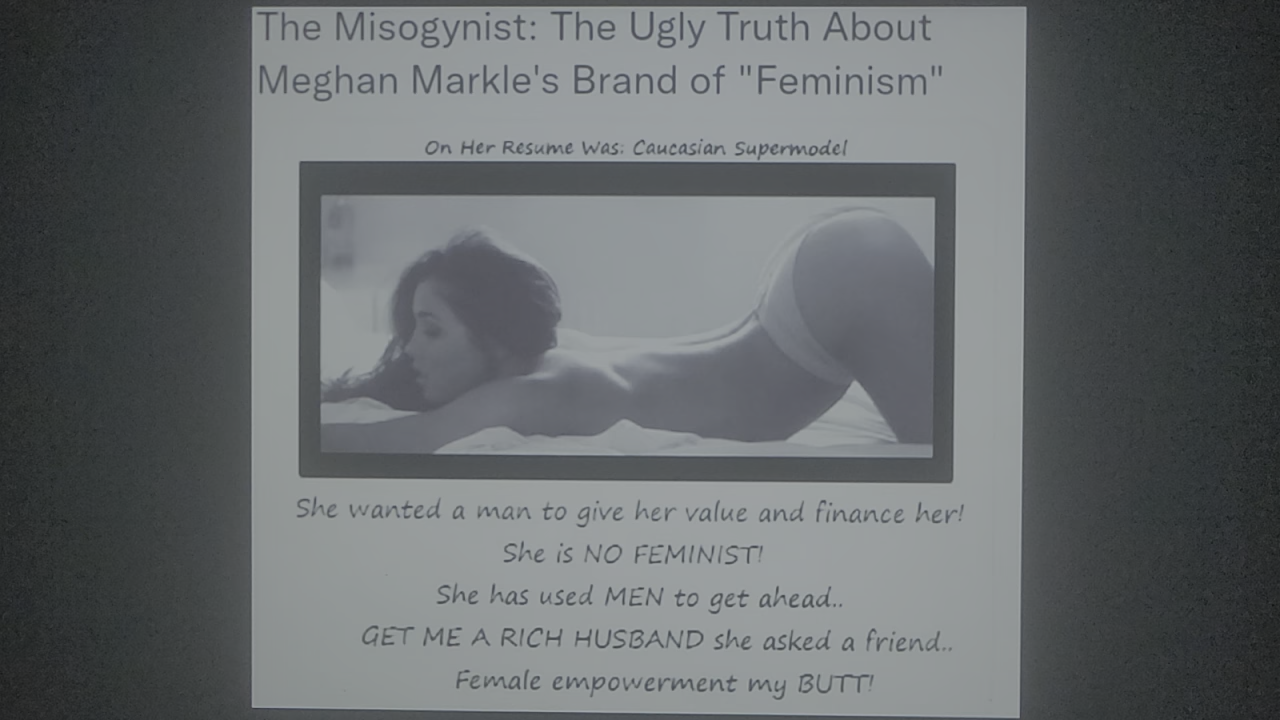 The Misogynist: The Ugly Truth About
Meghan Markle's Brand of "Feminism"
On Her Resume Was: Caucasian Supermodel
She wanted a man to give her value and finance her!
She is NO FEMINIST!
She has used MEN to get ahead..
GET ME A RICH HUSBAND she asked a friend..
Female empowerment my BUTT!